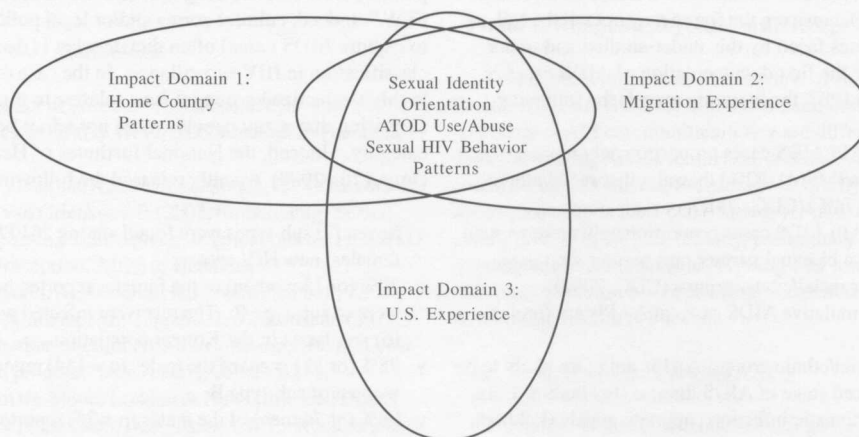 Impact Domain 1:
Home Country
Patterns
Sexual Identity
Orientation
ATOD Use/Abuse
Sexual HIV Behavior
Patterns
Impact Domain 2:
Migration Experience
Impact Domain 3:
U.S. Experience